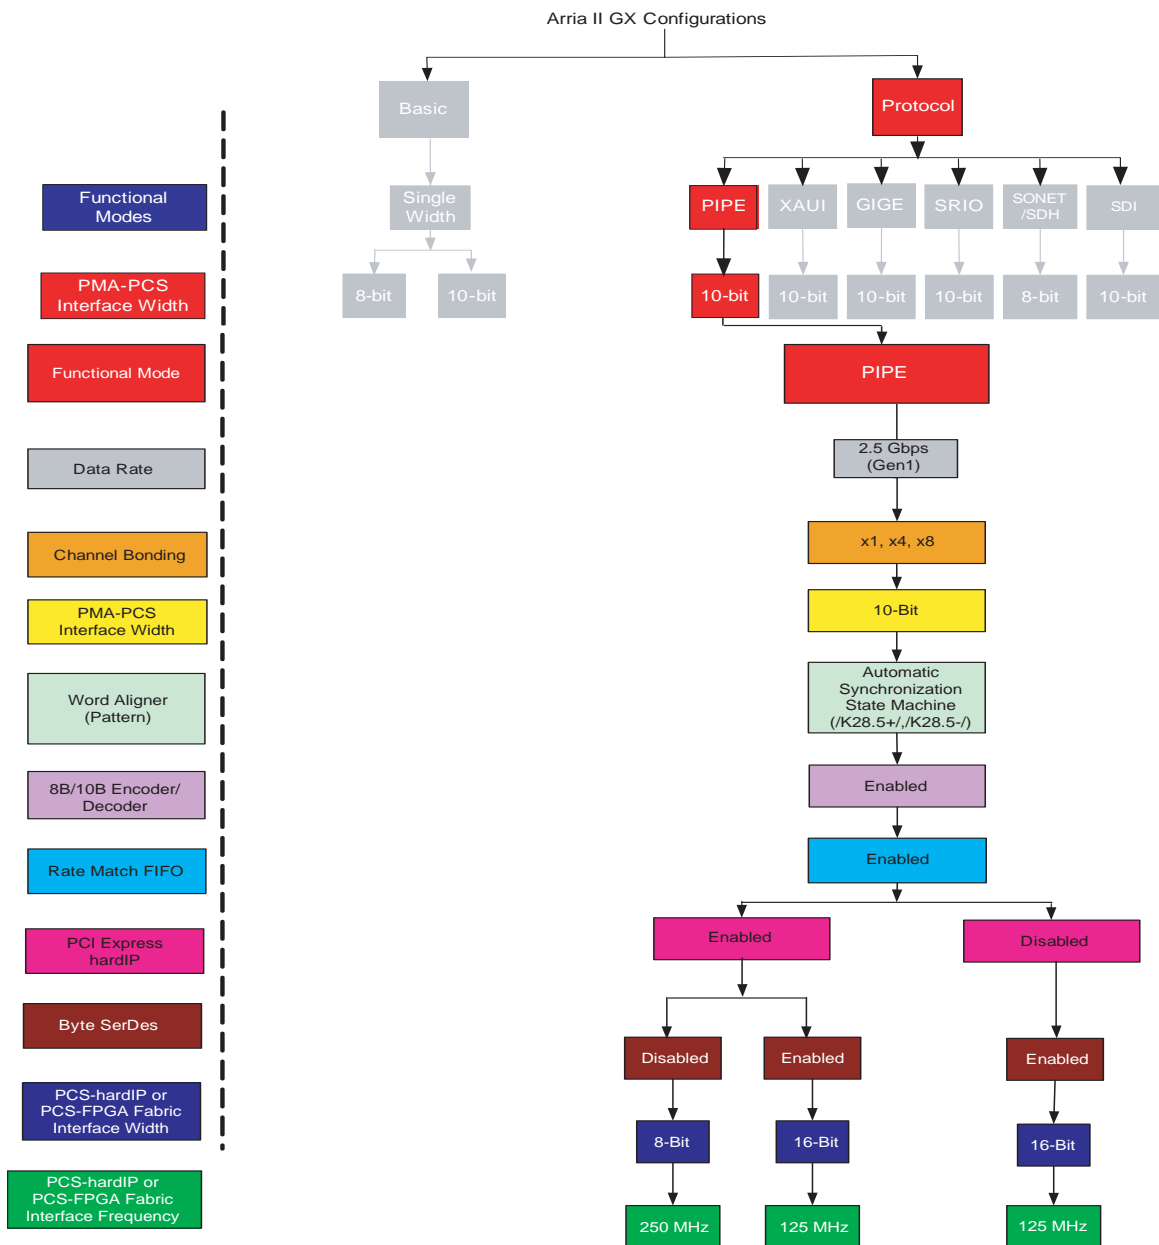 Arria II GX Configurations
Basic
Protocol
Functional
Modes
Single
Width
PIPE
XAUI
GIGE
SRIO
SONET
/SDH
SDI
PMA-PCS
Interface Width
8-bit
10-bit
10-bit
10-bit
10-bit
10-bit
8-bit
10-bit
Functional Mode
PIPE
Data Rate
2.5 Gbps
(Gen1)
Channel Bonding
x1, x4, x8
PMA-PCS
Interface Width
10-Bit
Word Aligner
(Pattern)
Automatic
Synchronization
State Machine
(/K28.5+/,/K28.5-/)
8B/10B Encoder/
Decoder
Enabled
Rate Match FIFO
Enabled
PCI Express
hardIP
Enabled
Disabled
Byte SerDes
Disabled
Enabled
Enabled
PCS-hardIP or
PCS-FPGA Fabric
Interface Width
8-Bit
16-Bit
16-Bit
PCS-hardIP or
PCS-FPGA Fabric
Interface Frequency
250 MHz
125 MHz
125 MHz